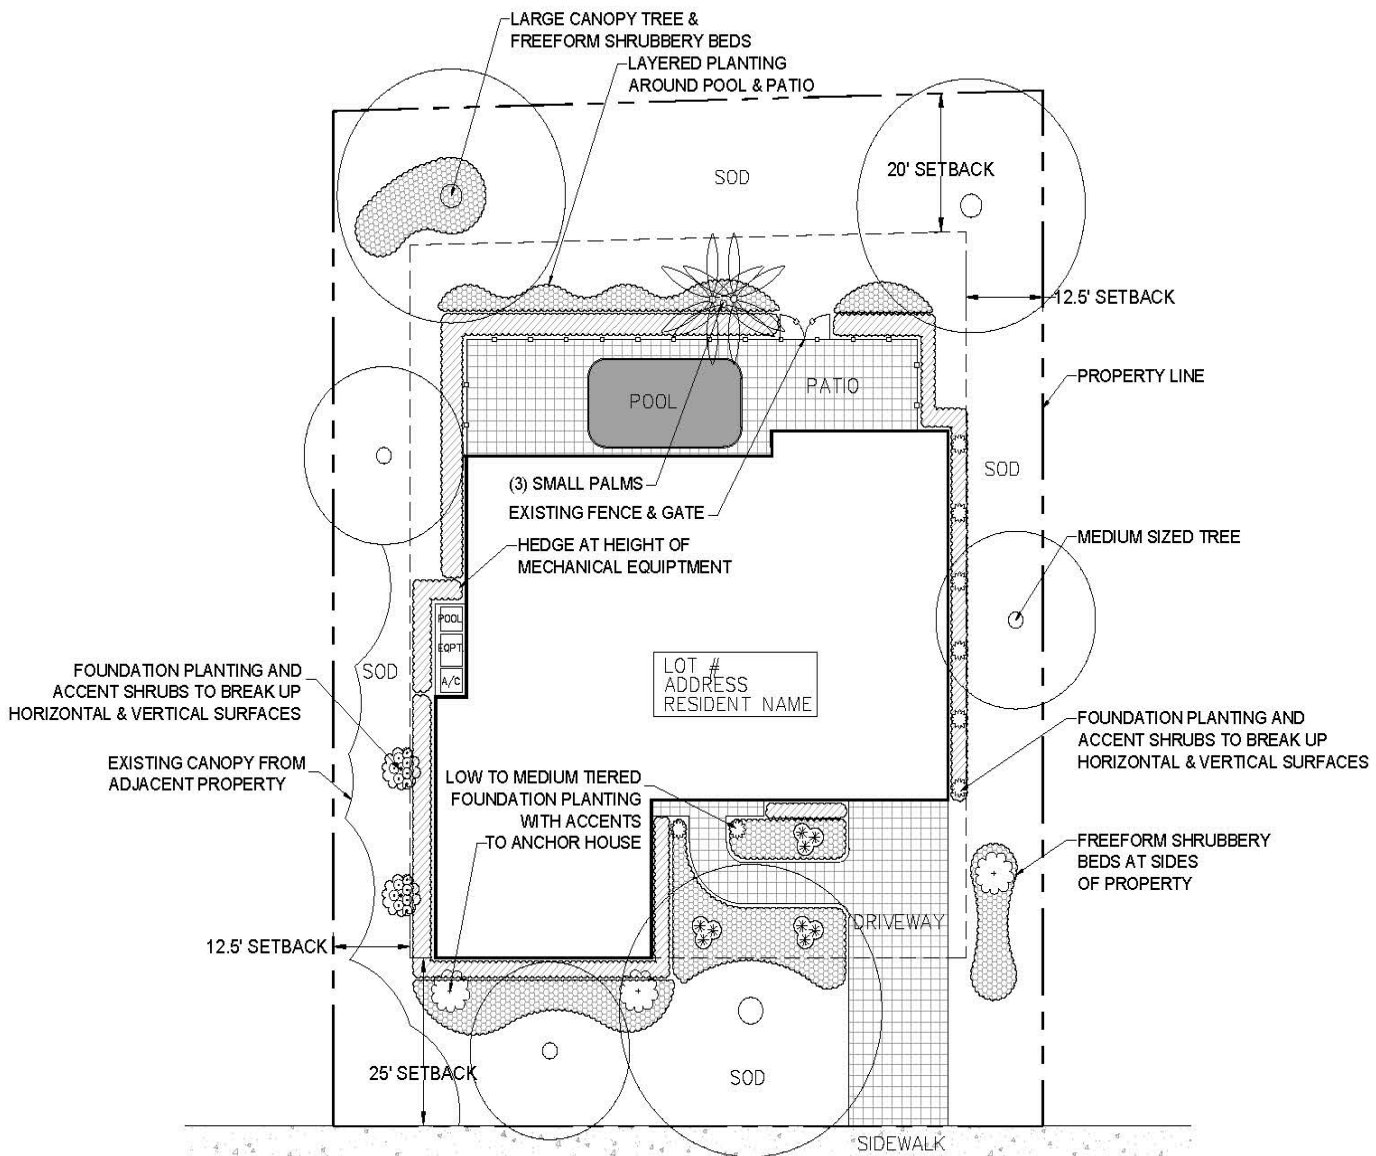 LARGE CANOPY TREE &
FREEFORM SHRUBBERY BEDS
LAYERED PLANTING
AROUND POOL & PATIO
20' SETBACK
SOD
12.5' SETBACK
PROPERTY LINE
PATIO
POOL
SOD
(3) SMALL PALMS
EXISTING FENCE & GATE
HEDGE AT HEIGHT OF
MECHANICAL EQUIPTMENT
MEDIUM SIZED TREE
POOL
EQPT.
A/C
LOT #
ADDRESS
RESIDENT NAME
SOD
FOUNDATION PLANTING AND
ACCENT SHRUBS TO BREAK UP
HORIZONTAL & VERTICAL SURFACES
EXISTING CANOPY FROM
ADJACENT PROPERTY
FOUNDATION PLANTING AND
ACCENT SHRUBS TO BREAK UP
HORIZONTAL & VERTICAL SURFACES
LOW TO MEDIUM TIERED
FOUNDATION PLANTING
WITH ACCENTS
TO ANCHOR HOUSE
FREEFORM SHRUBBERY
BEDS AT SIDES
OF PROPERTY
DRIVEWAY
12.5' SETBACK
25' SETBACK
SOD
SIDEWALK